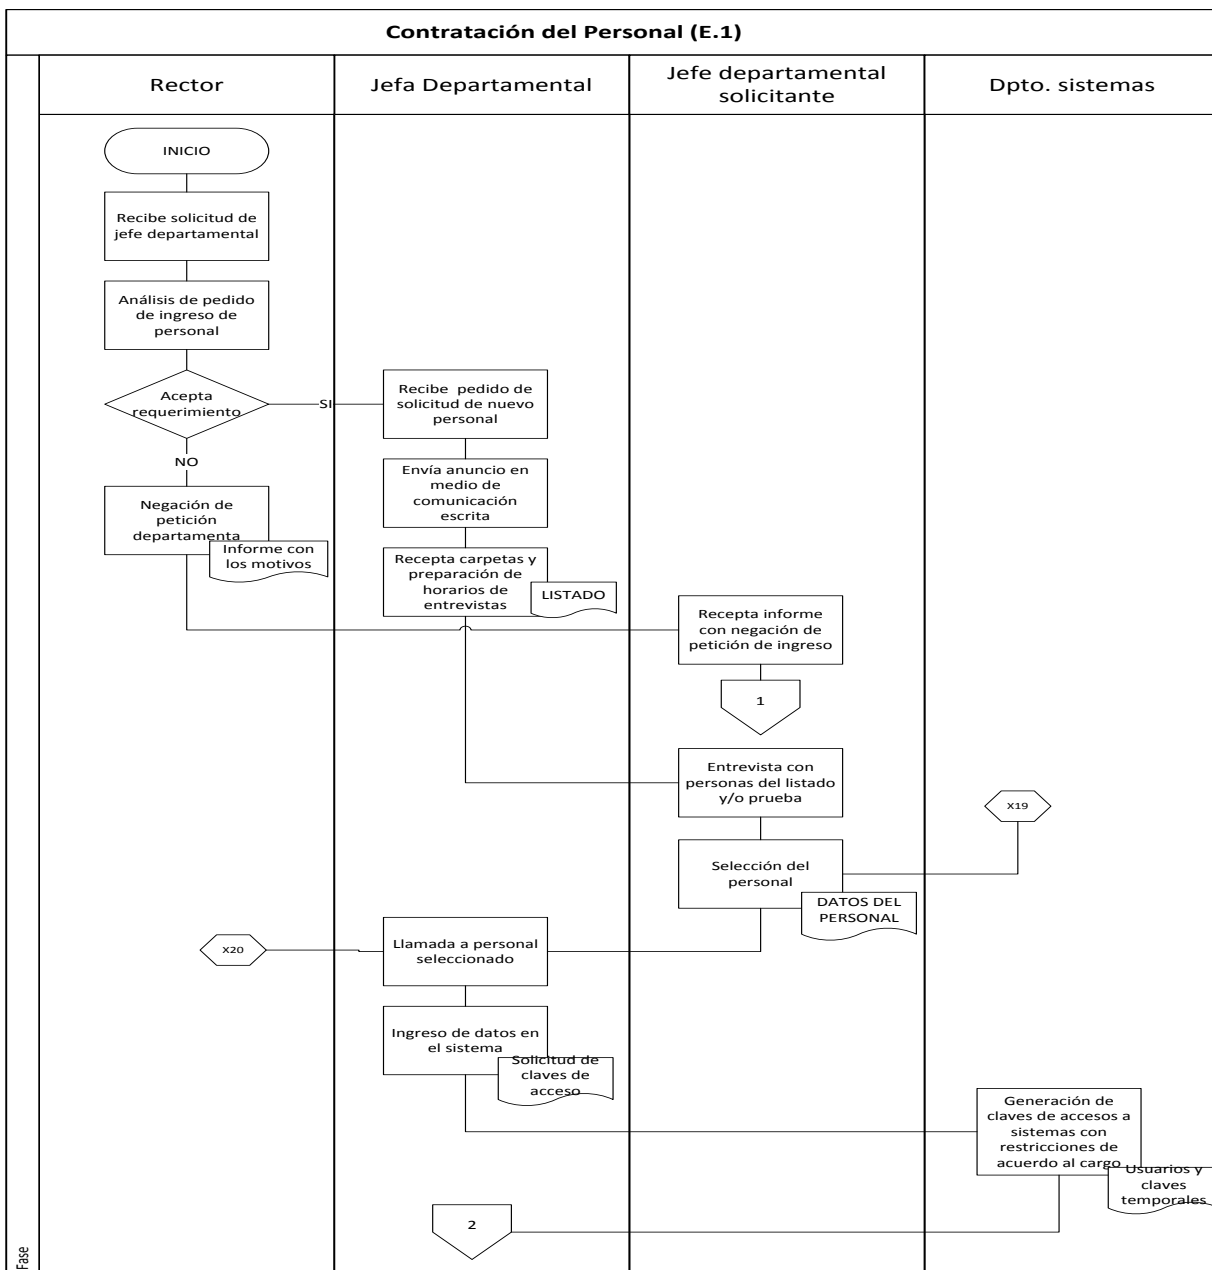 Contratación del Personal (E.1)
Rector
Jefa Departamental
Jefe departamental
solicitante
Dpto. sistemas
INICIO
Recibe solicitud de
jefe departamental
Análisis de pedido
de ingreso de
personal
Acepta
requerimiento
SI
Recibe  pedido de
solicitud de nuevo
personal
NO
Envía anuncio en
medio de
comunicación
escrita
Negación de
petición
departamenta
Informe con
los motivos
Recepta carpetas y
preparación de
horarios de
entrevistas
LISTADO
Recepta informe
con negación de
petición de ingreso
1
Entrevista con
personas del listado
y/o prueba
X19
Selección del
personal
DATOS DEL
PERSONAL
X20
Llamada a personal
seleccionado
Ingreso de datos en
el sistema
Solicitud de
claves de
acceso
Generación de
claves de accesos a
sistemas con
restricciones de
acuerdo al cargo
Usuarios y
claves
temporales
2
Fase